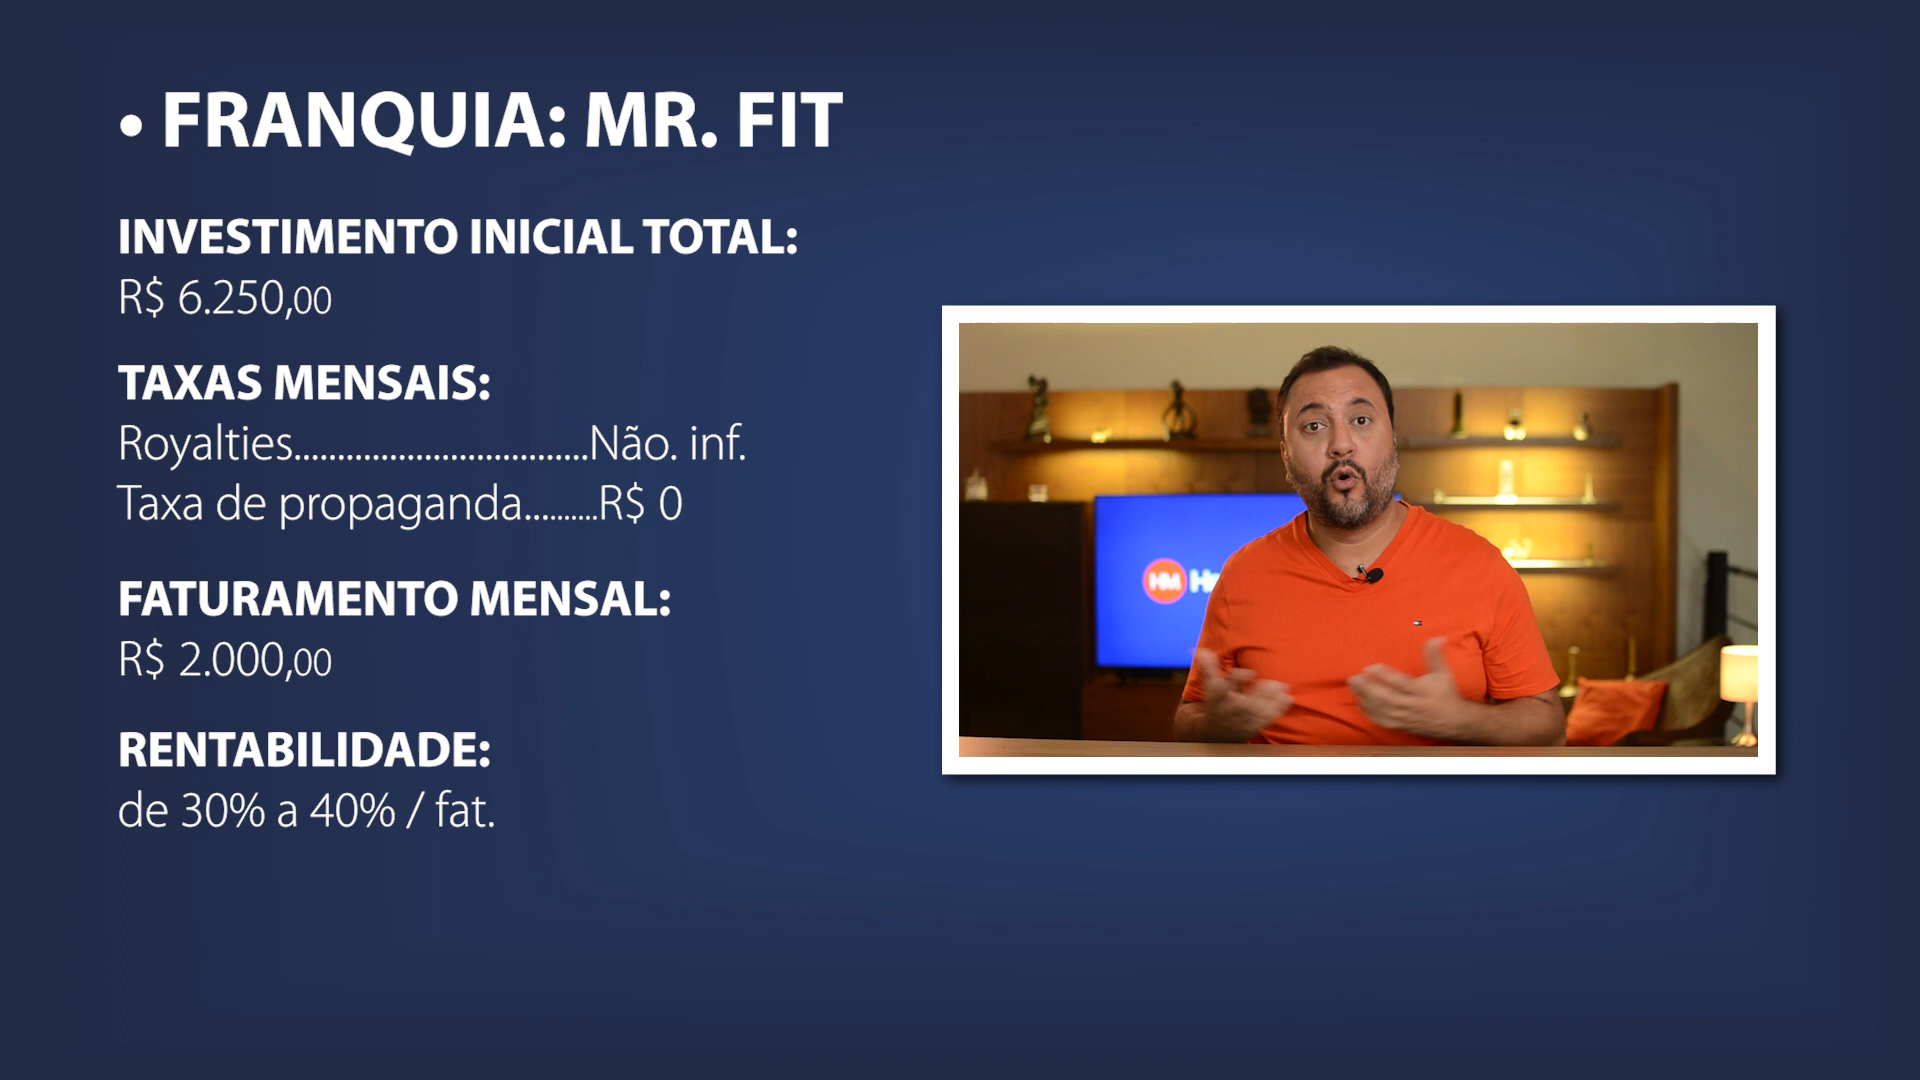 • FRANQUIA: MR. FIT
INVESTIMENTO INICIAL TOTAL:
R$ 6.250,00
TAXAS MENSAIS:
Royalties..................................Não. inf.
Taxa de propaganda.........R$ 0
FATURAMENTO MENSAL:
R$ 2.000,00
RENTABILIDADE:
de 30% a 40% / fat.
HM